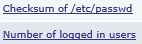 Checksum of /etc/passwd
Number of logged in users